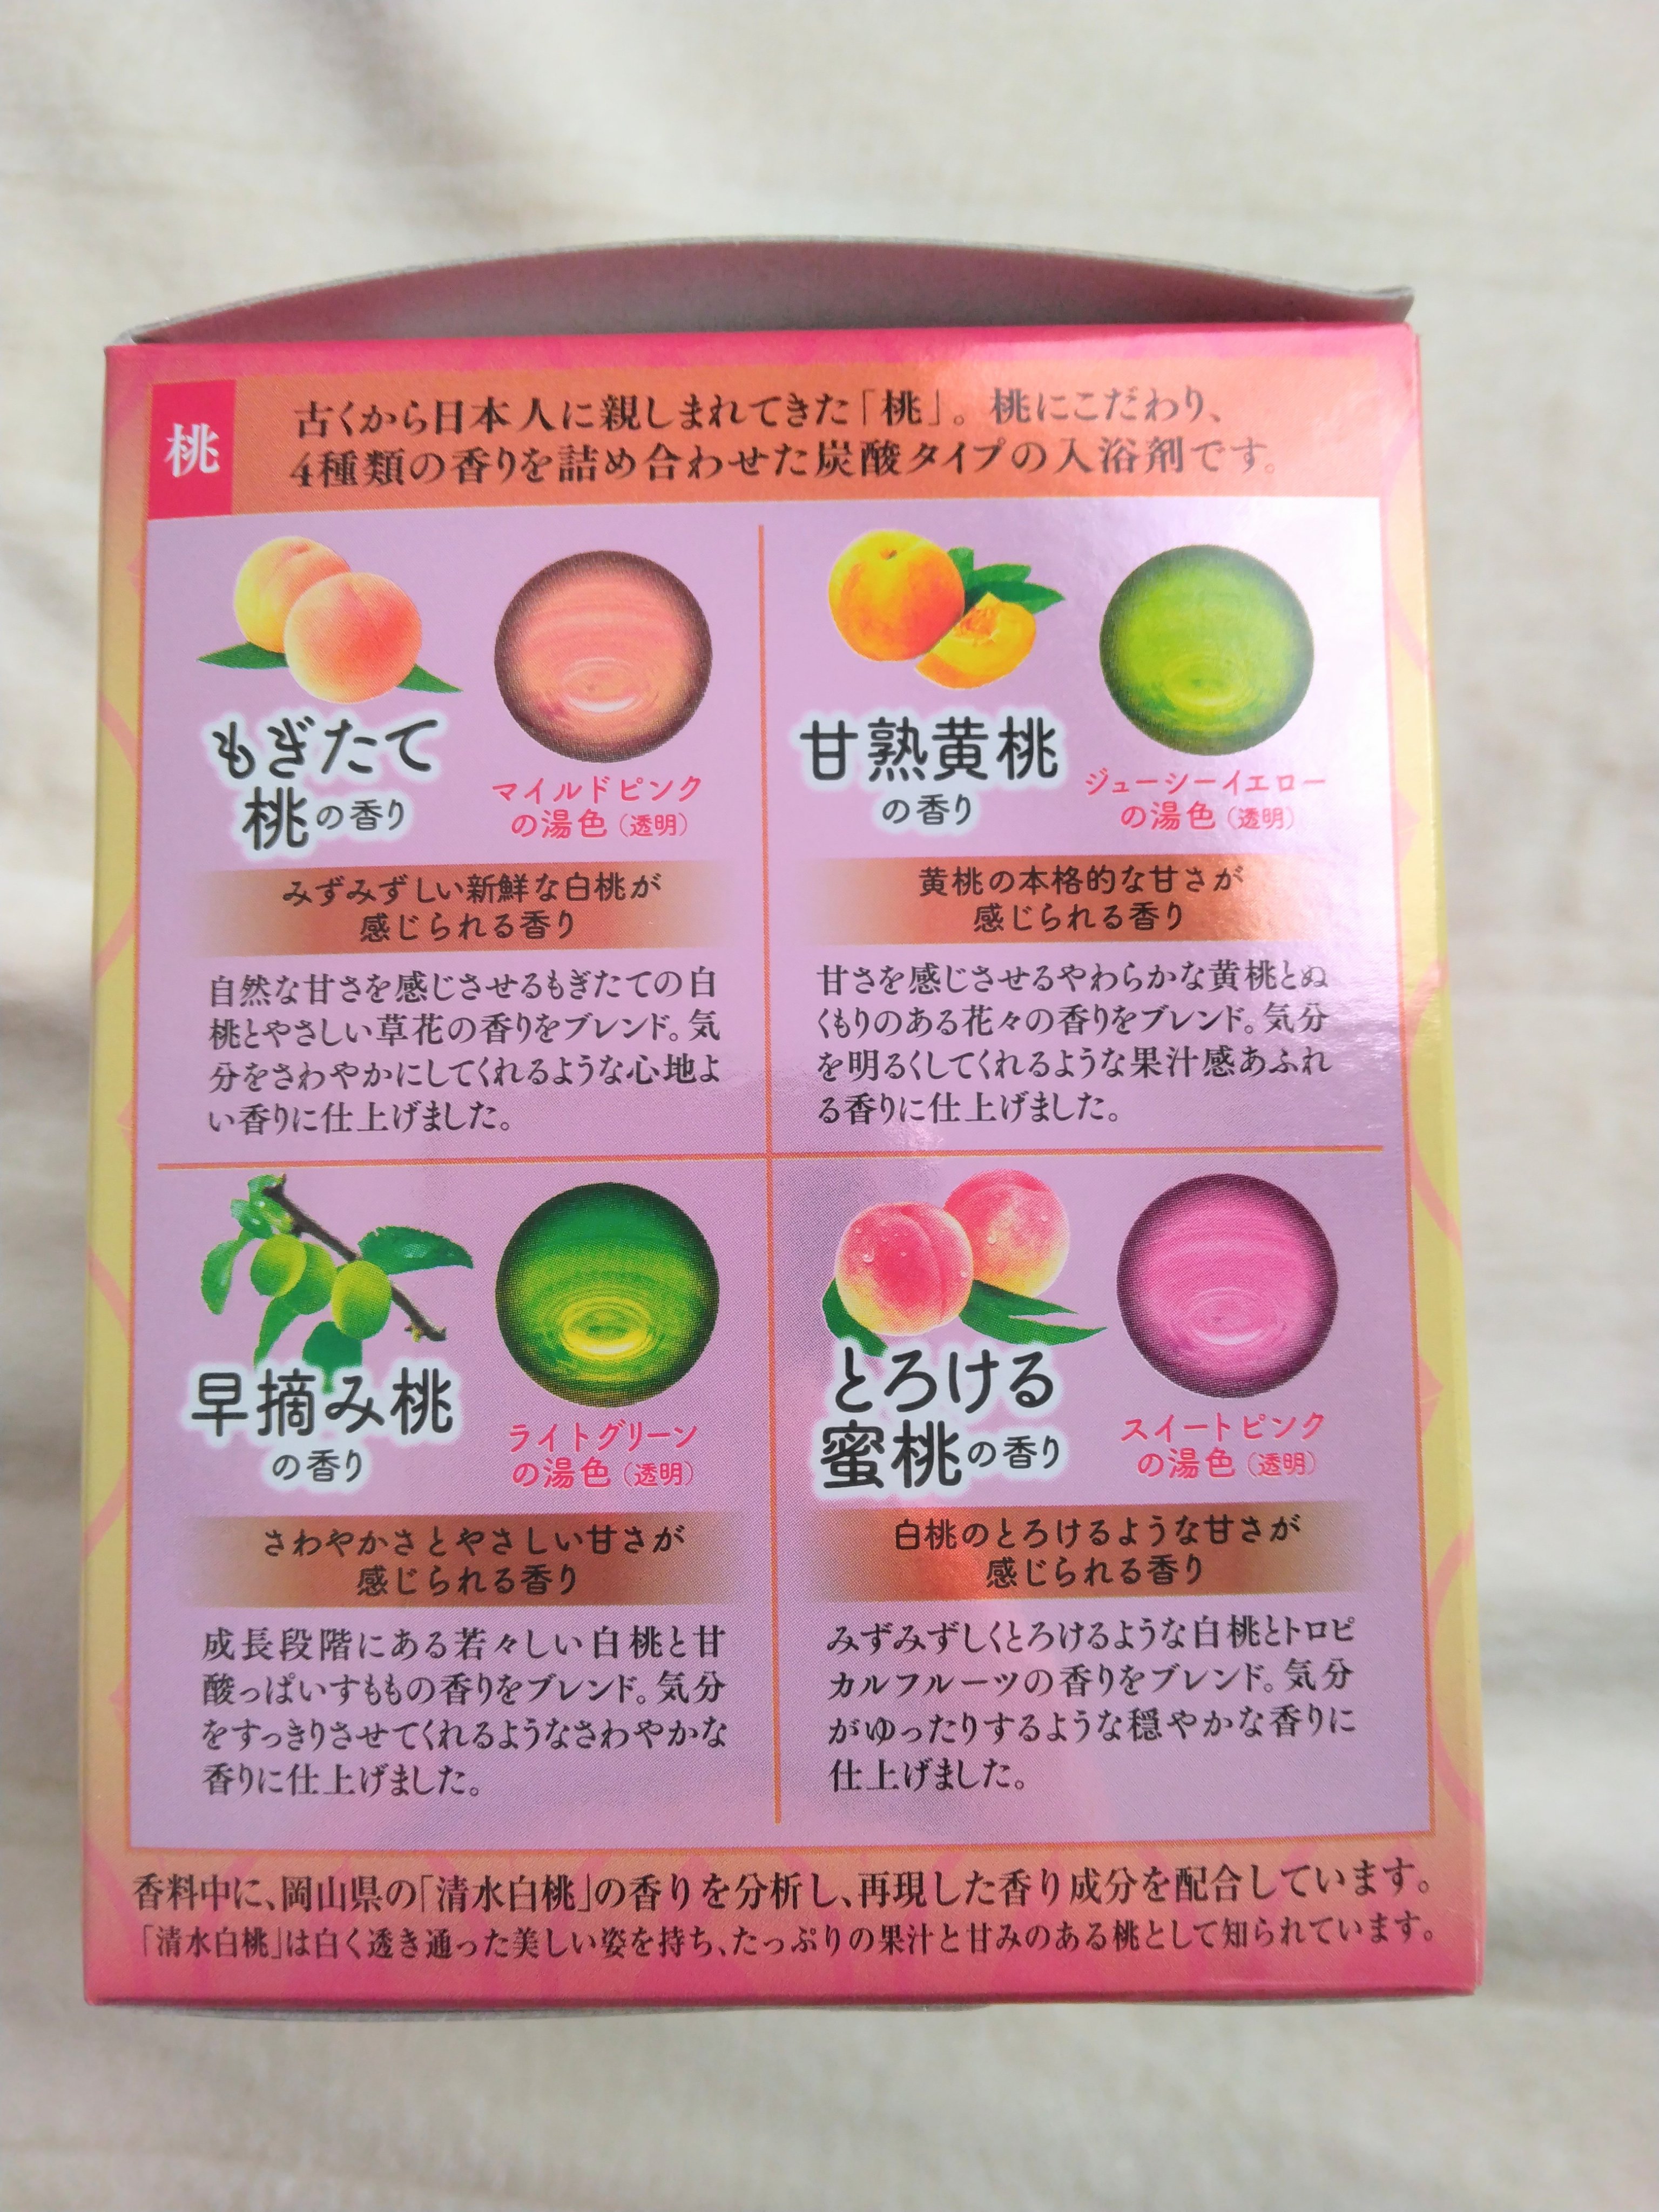 桃
古くから日本人に親しまれてきた「桃」。桃にこだわり、
4種類の香りを詰め合わせた炭酸タイプの入浴剤です。
もぎたて
桃の香り
マイルドピンク
の湯色（透明）
みずみずしい新鮮な白桃が
感じられる香り
自然な甘さを感じさせるもぎたての白
桃とやさしい草花の香りをブレンド。気
分をさわやかにしてくれるような心地よ
い香りに仕上げました。
甘熟黄桃
の香り
ジューシーイエロー
の湯色（透明）
黄桃の本格的な甘さが
感じられる香り
甘さを感じさせるやわらかな黄桃とぬ
くもりのある花々の香りをブレンド。気分
を明るくしてくれるような果汁感あふれ
る香りに仕上げました。
早摘み桃
の香り
ライトグリーン
の湯色（透明）
さわやかさとやさしい甘さが
感じられる香り
成長段階にある若々しい白桃と甘
酸っぱいすももの香りをブレンド。気分
をすっきりさせてくれるようなさわやかな
香りに仕上げました。
とろける
蜜桃の香り
スイートピンク
の湯色（透明）
白桃のとろけるような甘さが
感じられる香り
みずみずしくとろけるような白桃とトロピ
カルフルーツの香りをブレンド。気分
がゆったりするような穏やかな香りに
仕上げました。
香料中に、岡山県の「清水白桃」の香りを分析し、再現した香り成分を配合しています。
「清水白桃」は白く透き通った美しい姿を持ち、たっぷりの果汁と甘みのある桃として知られています。